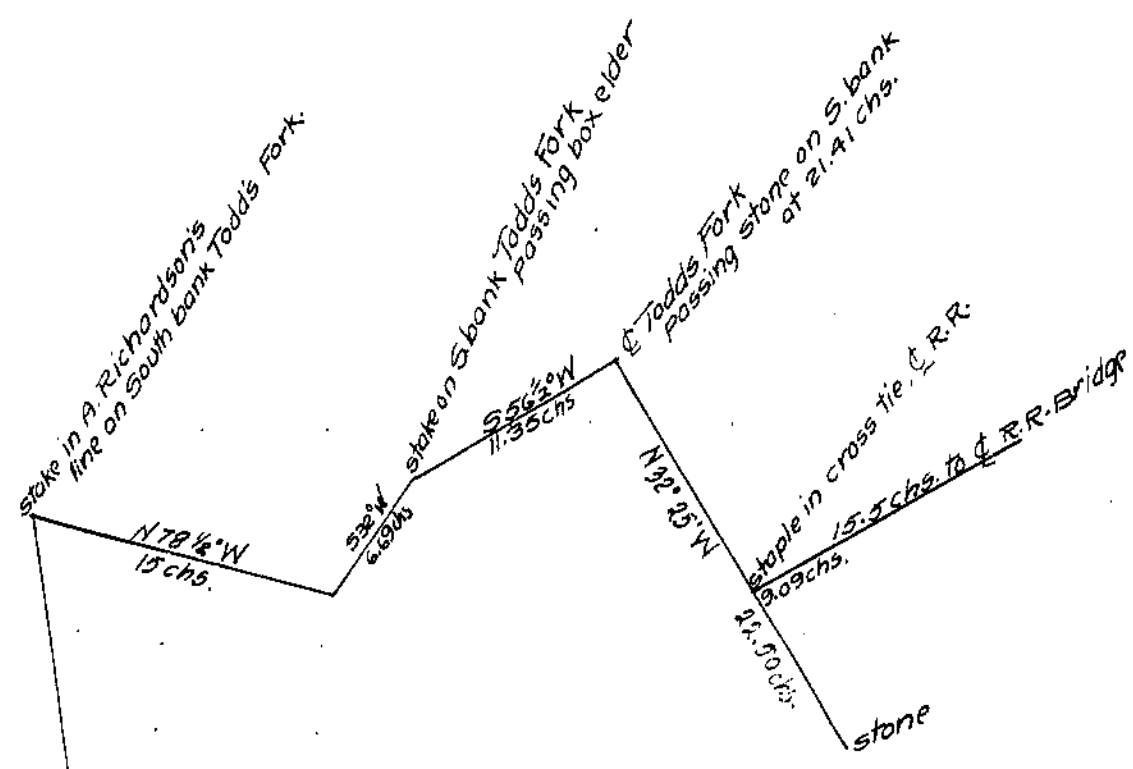 stake in A. Richardson's
line on South bank Todd's Fork.
stake on S. bank Todds Fork
passing box elder
℄ Todds Fork
passing stone on S. bank
at 21.41 chs.
staple in cross tie, ℄ R.R.
15.5 chs. to ℄ R.R. Bridge
9.09 chs.
N 78 1/8° W
15 chs.
S 32° W
6.69 chs
S 56 1/2° W
11.35 chs
N 32° 25' W
22.50 chs.
stone